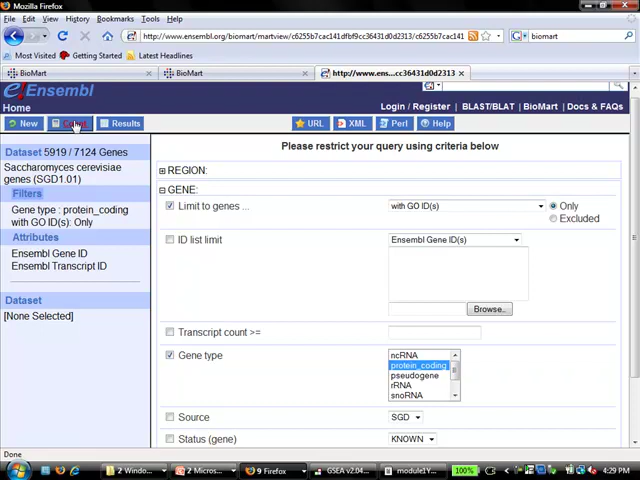 Mozilla Firefox
File Edit View History Bookmarks Tools Help
http://www.ensembl.org/biomart/martview/c6255b7cac141dfbf3c36431d0d2313/c6255b7cac141
biomart
Most Visited Getting Started Latest Headlines
BioMart BioMart http://www.ens...cc36431d0d2313
e!Ensembl
Home
Login / Register | BLAST/BLAT | BioMart | Docs & FAQs
New Count Results URL XML Perl Help
Dataset 5919 / 7124 Genes
Saccharomyces cerevisiae
genes (SGD1.01)
Filters
Gene type : protein_coding
with GO ID(s): Only
Attributes
Ensembl Gene ID
Ensembl Transcript ID
Dataset
[None Selected]
Please restrict your query using criteria below
REGION:
GENE:
Limit to genes ... with GO ID(s) Only
Excluded
ID list limit Ensembl Gene ID(s)
Browse..
Transcript count >=
Gene type ncRNA
protein_coding
pseudogene
rRNA
snoRNA
Source SGD
Status (gene) KNOWN
Done
2 Window... 2 Micros... 9 Firefox GSEA v2.04... module1Y... 100% 4:29 PM